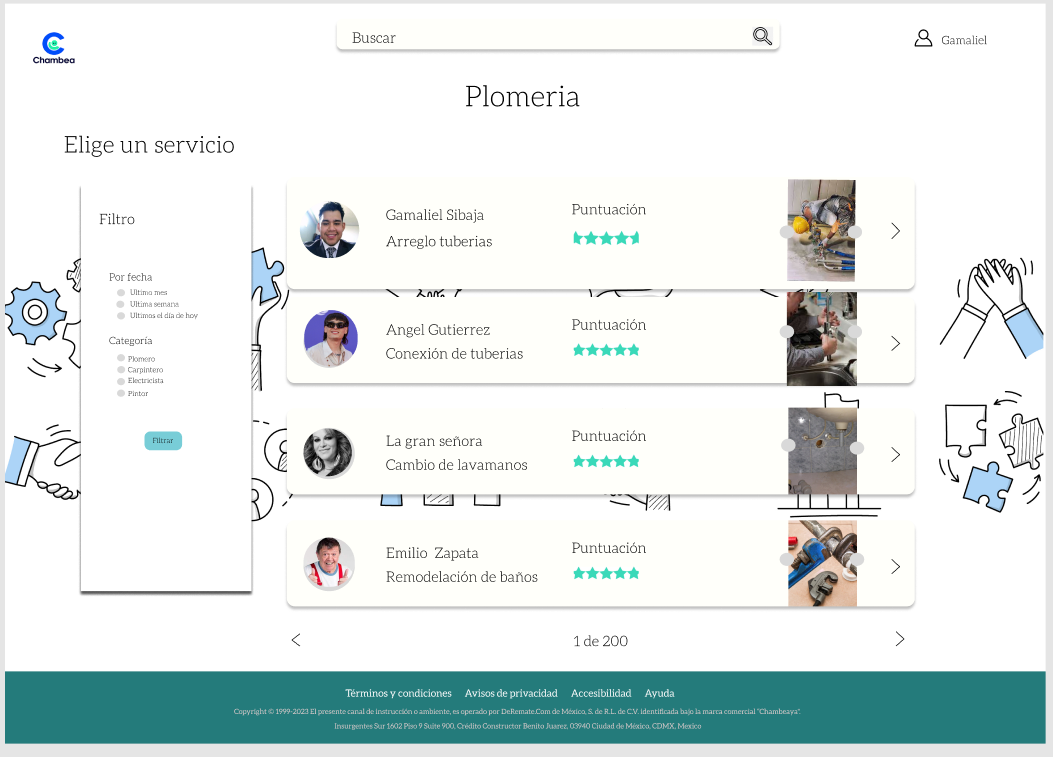 Chambea
Buscar
Gamaliel
Plomeria
Elige un servicio
Filtro
Por fecha
Ultimo mes
Ultima semana
Ultimos el día de hoy
Categoría
Plomero
Carpintero
Electricista
Pintor
Filtrar
Gamaliel Sibaja
Arreglo tuberias
Puntuación
Angel Gutierrez
Conexión de tuberias
Puntuación
La gran señora
Cambio de lavamanos
Puntuación
Emilio Zapata
Remodelación de baños
Puntuación
1 de 200
Términos y condiciones Avisos de privacidad Accesibilidad Ayuda
Copyright © 1999-2023 El presente canal de instrucción o ambiente, es operado por DeRemate.Com de México, S. de R.L. de C.V. identificada bajo la marca comercial "Chambeaya".
Insurgentes Sur 1602 Piso 9 Suite 900, Crédito Constructor Benito Juarez, 03940 Ciudad de México, CDMX, Mexico